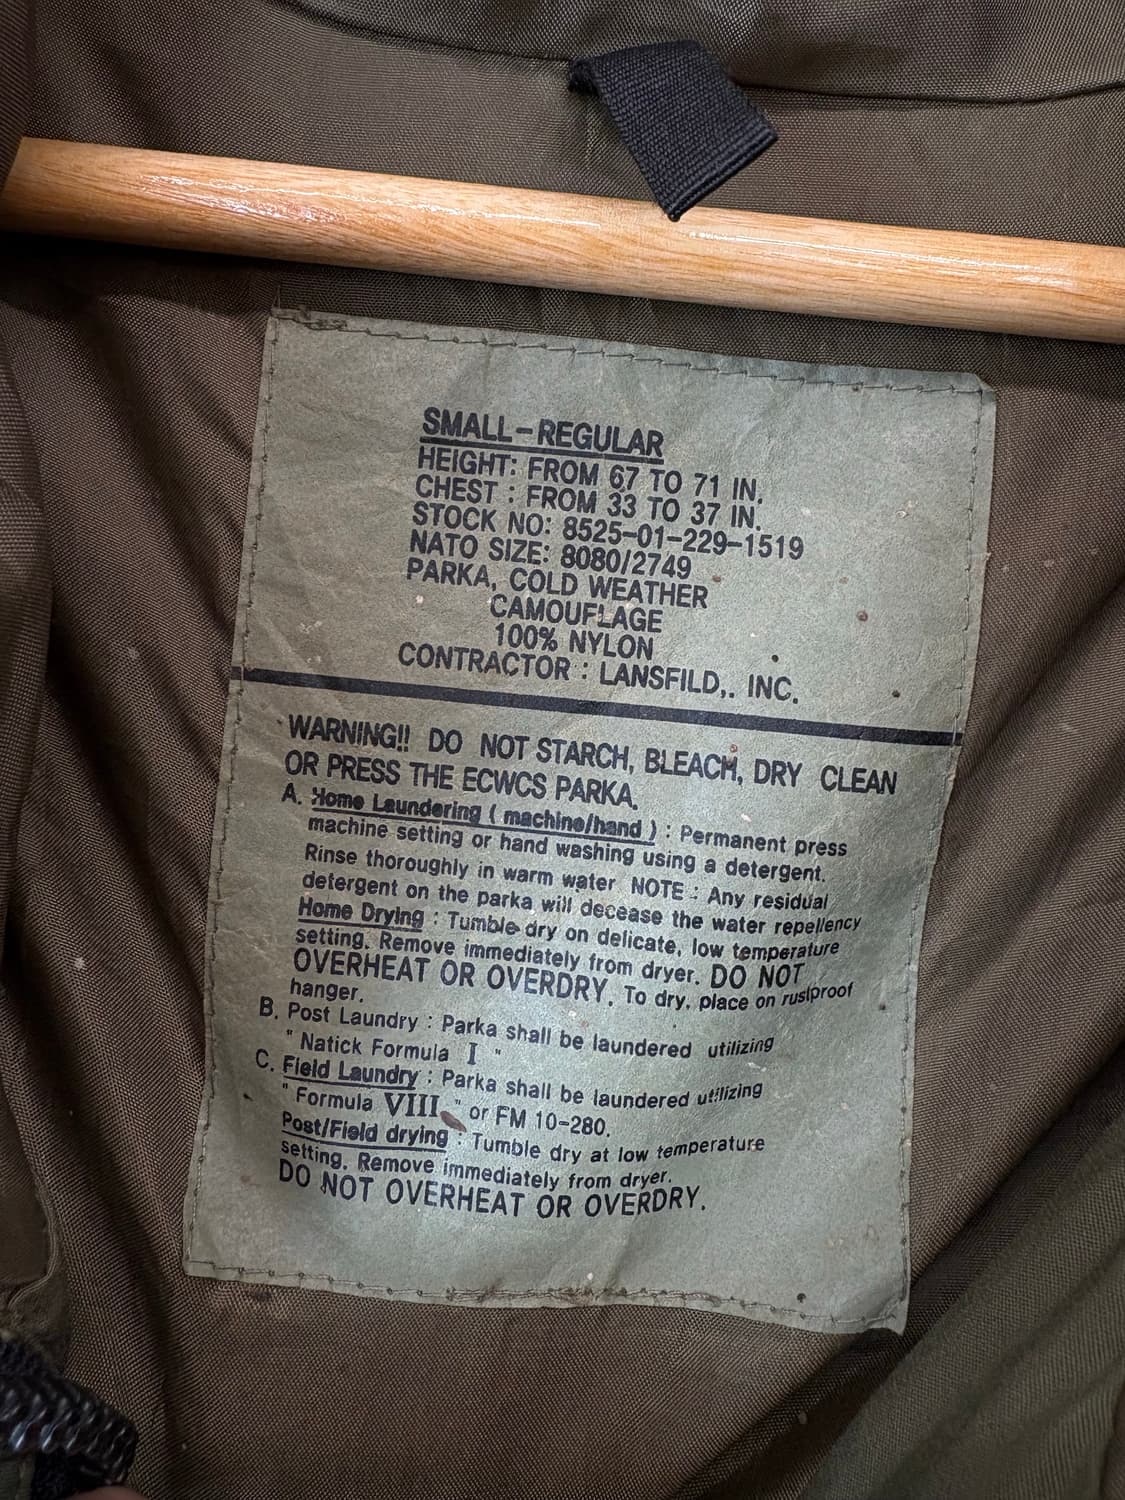 SMALL-REGULAR
HEIGHT: FROM 67 TO 71 IN.
CHEST : FROM 33 TO 37 IN.
STOCK NO: 8525-01-229-1519
NATO SIZE: 8080/2749
PARKA, COLD WEATHER
CAMOUFLAGE
100% NYLON
CONTRACTOR : LANSFILD,. INC.
WARNING!! DO NOT STARCH, BLEACH, DRY CLEAN
OR PRESS THE ECWCS PARKA.
A. Home Laundering ( machine/hand ) : Permanent press
machine setting or hand washing using a detergent.
Rinse thoroughly in warm water. NOTE : Any residual
detergent on the parka will decease the water repellency
Home Drying : Tumble dry on delicate, low temperature
setting. Remove immediately from dryer. DO NOT
OVERHEAT OR OVERDRY. To dry, place on rustproof
hanger.
B. Post Laundry : Parka shall be laundered utilizing
" Natick Formula I "
C. Field Laundry : Parka shall be laundered utilizing
" Formula VIII " or FM 10-280.
Post/Field drying : Tumble dry at low temperature
setting. Remove immediately from dryer.
DO NOT OVERHEAT OR OVERDRY.